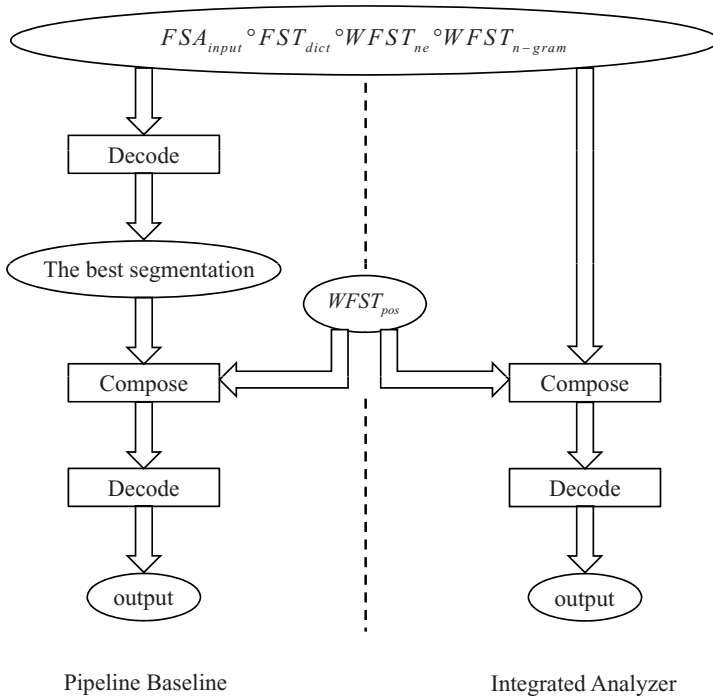 FSA_input ∘ FST_dict ∘ WFST_ne ∘ WFST_n-gram
Decode
The best segmentation
WFST_pos
Compose
Compose
Decode
Decode
output
output
Pipeline Baseline
Integrated Analyzer